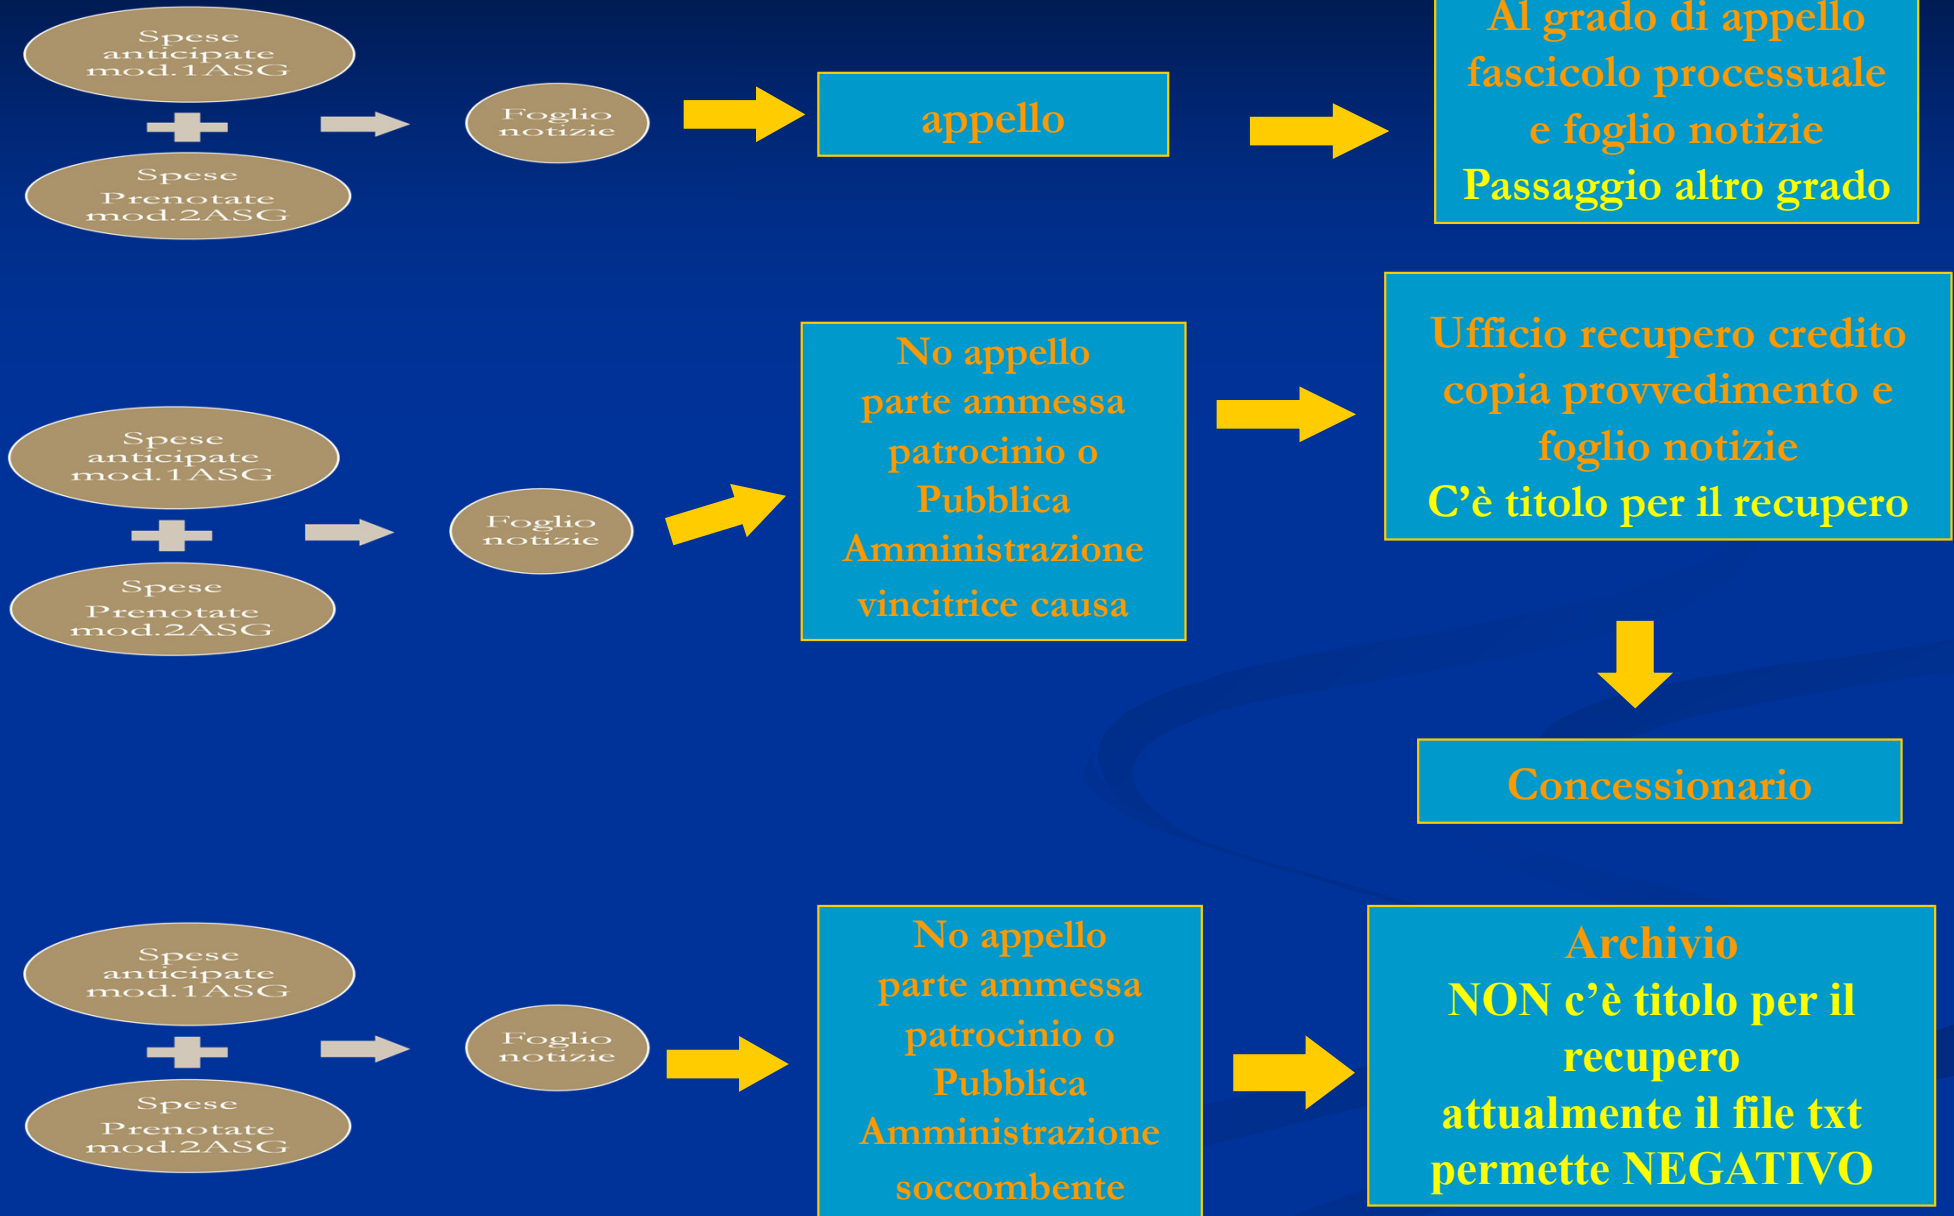 Spese
anticipate
mod.1ASG
Spese
Prenotate
mod.2ASG
Foglio
notizie
appello
Al grado di appello
fascicolo processuale
e foglio notizie
Passaggio altro grado
Spese
anticipate
mod.1ASG
Spese
Prenotate
mod.2ASG
Foglio
notizie
No appello
parte ammessa
patrocinio o
Pubblica
Amministrazione
vincitrice causa
Ufficio recupero credito
copia provvedimento e
foglio notizie
C’è titolo per il recupero
Concessionario
Spese
anticipate
mod.1ASG
Spese
Prenotate
mod.2ASG
Foglio
notizie
No appello
parte ammessa
patrocinio o
Pubblica
Amministrazione
soccombente
Archivio
NON c’è titolo per il
recupero
attualmente il file txt
permette NEGATIVO